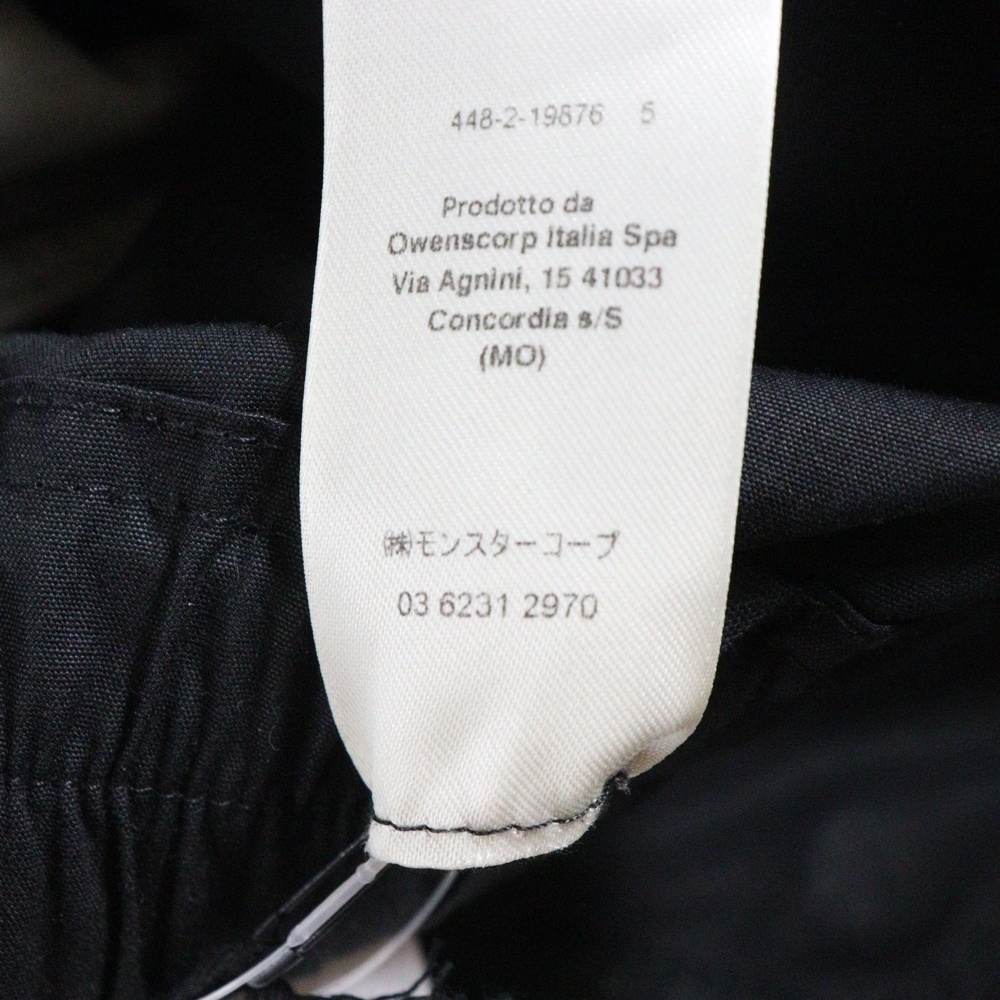 448-2-19876 5
Prodotto da
Owenscorp Italia Spa
Via Agnini, 15 41033
Concordia s/S
(MO)
㈱モンスターコープ
03 6231 2970